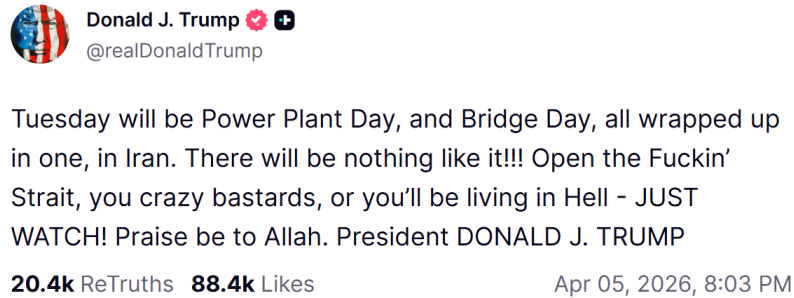 Donald J. Trump
@realDonaldTrump
Tuesday will be Power Plant Day, and Bridge Day, all wrapped up
in one, in Iran. There will be nothing like it!!! Open the Fuckin’
Strait, you crazy bastards, or you’ll be living in Hell - JUST
WATCH! Praise be to Allah. President DONALD J. TRUMP
20.4k ReTruths 88.4k Likes Apr 05, 2026, 8:03 PM